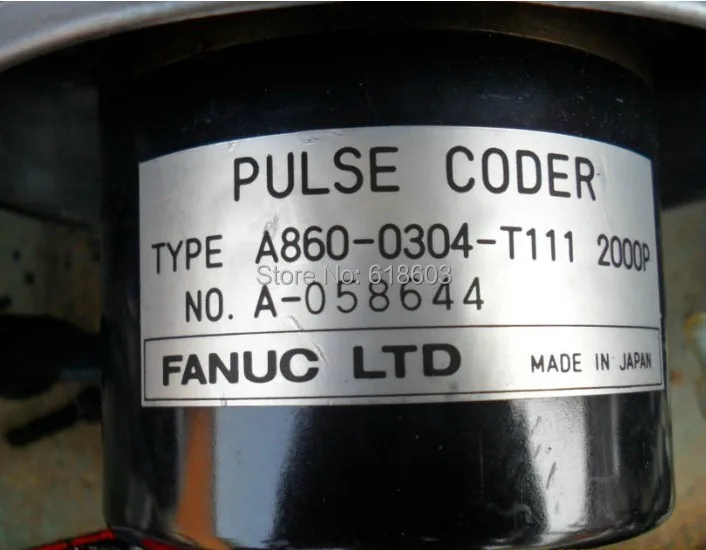 PULSE CODER
TYPE A860-0304-T111 2000P
Store No: 618603
NO. A-058644
FANUC LTD MADE IN JAPAN